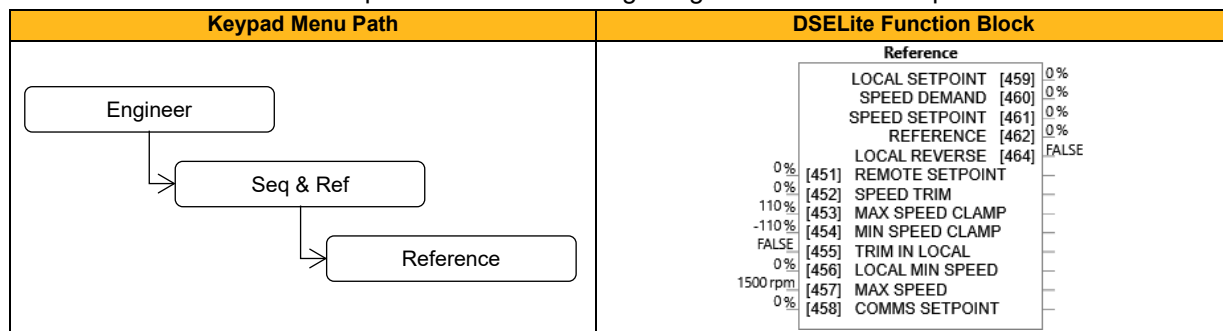 Keypad Menu Path
DSELite Function Block
Engineer
Seq & Ref
Reference
Reference
LOCAL SETPOINT [459] 0 %
SPEED DEMAND [460] 0 %
SPEED SETPOINT [461] 0 %
REFERENCE [462] 0 %
LOCAL REVERSE [464] FALSE
0 % [451] REMOTE SETPOINT
0 % [452] SPEED TRIM
110 % [453] MAX SPEED CLAMP
-110 % [454] MIN SPEED CLAMP
FALSE [455] TRIM IN LOCAL
0 % [456] LOCAL MIN SPEED
1500 rpm [457] MAX SPEED
0 % [458] COMMS SETPOINT